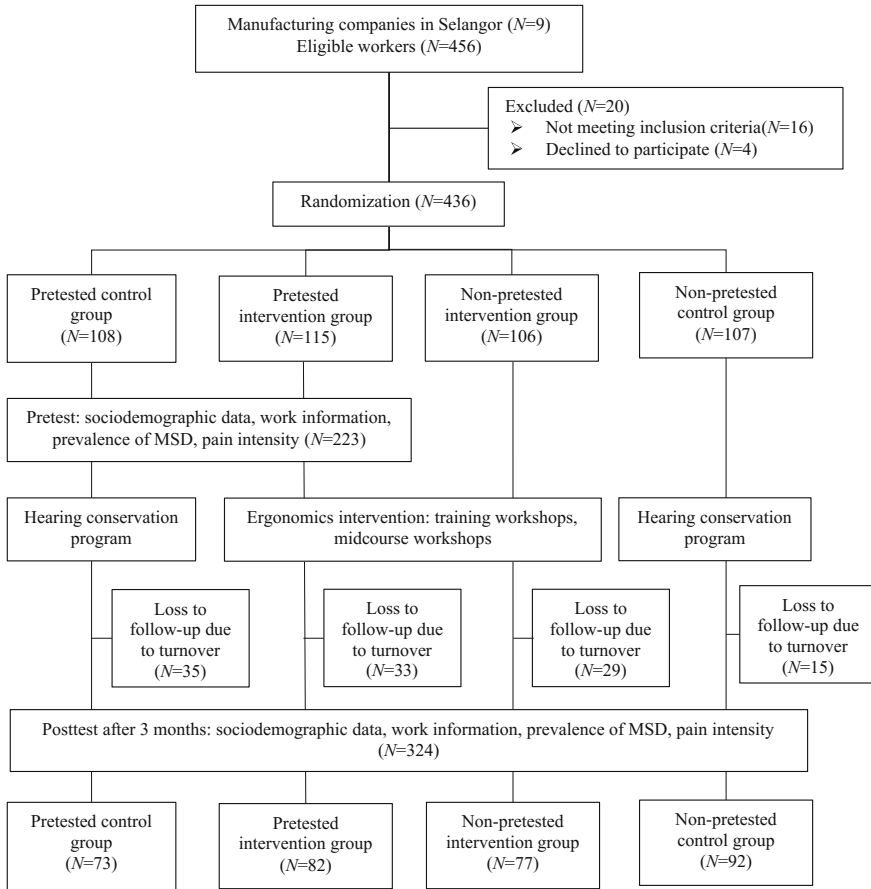 Manufacturing companies in Selangor (N=9)
Eligible workers (N=456)
Excluded (N=20)
➢ Not meeting inclusion criteria(N=16)
➢ Declined to participate (N=4)
Randomization (N=436)
Pretested control
group
(N=108)
Pretested
intervention group
(N=115)
Non-pretested
intervention group
(N=106)
Non-pretested
control group
(N=107)
Pretest: sociodemographic data, work information,
prevalence of MSD, pain intensity (N=223)
Hearing conservation
program
Ergonomics intervention: training workshops,
midcourse workshops
Hearing conservation
program
Loss to
follow-up due
to turnover
(N=35)
Loss to
follow-up due
to turnover
(N=33)
Loss to
follow-up due
to turnover
(N=29)
Loss to
follow-up due
to turnover
(N=15)
Posttest after 3 months: sociodemographic data, work information, prevalence of MSD, pain intensity
(N=324)
Pretested control
group
(N=73)
Pretested
intervention group
(N=82)
Non-pretested
intervention group
(N=77)
Non-pretested
control group
(N=92)